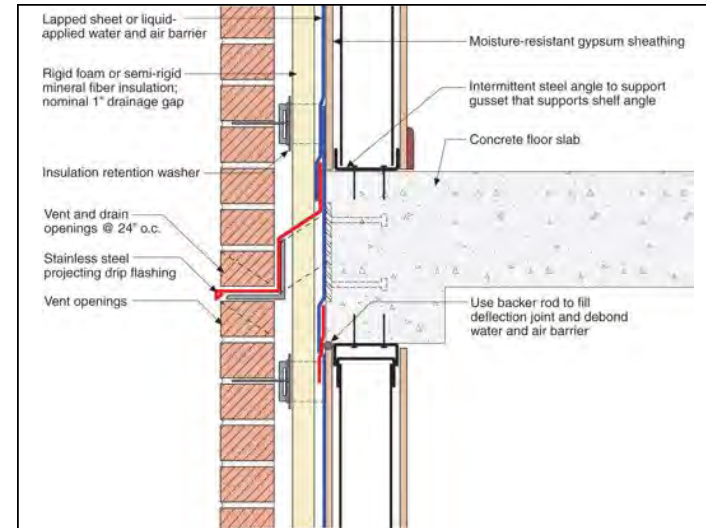 Lapped sheet or liquid-
applied water and air barrier
Rigid foam or semi-rigid
mineral fiber insulation;
nominal 1" drainage gap
Insulation retention washer
Vent and drain
openings @ 24" o.c.
Stainless steel
projecting drip flashing
Vent openings
Moisture-resistant gypsum sheathing
Intermittent steel angle to support
gusset that supports shelf angle
Concrete floor slab
Use backer rod to fill
deflection joint and debond
water and air barrier